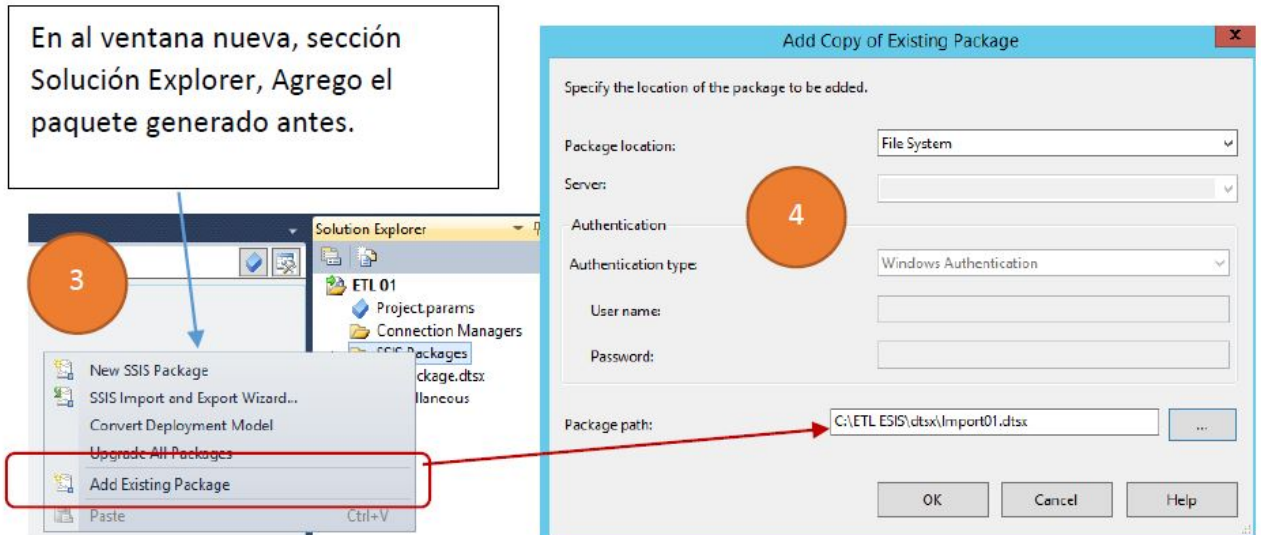 En al ventana nueva, sección
Solución Explorer, Agrego el
paquete generado antes.
3
Solution Explorer
ETL 01
Project.params
Connection Managers
SSIS Packages
ckage.dtsx
llaneous
New SSIS Package
SSIS Import and Export Wizard...
Convert Deployment Model
Upgrade All Packages
Add Existing Package
Paste Ctrl+V
Add Copy of Existing Package
x
Specify the location of the package to be added.
Package location: File System
Server:
4
Authentication
Authentication type: Windows Authentication
User name:
Password:
Package path: C:\ETL ESIS\dtsx\Import01.dtsx ...
OK Cancel Help